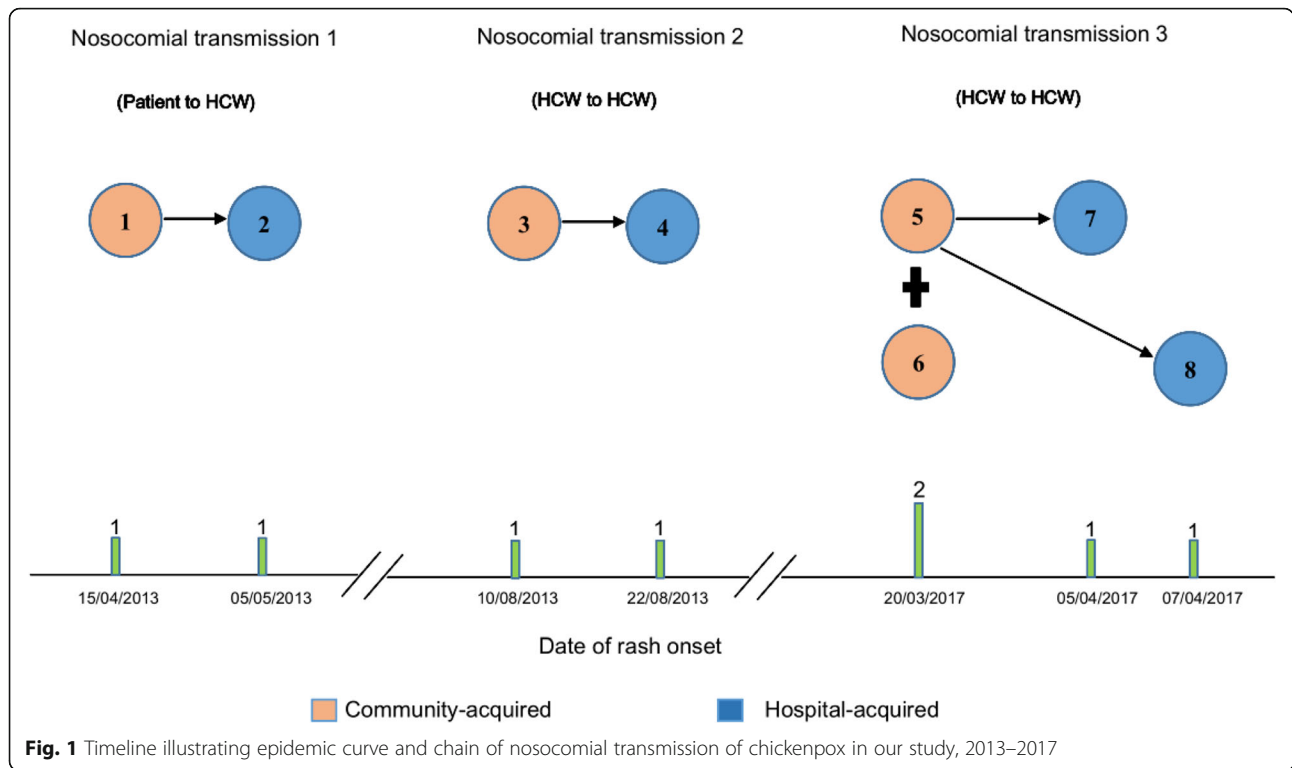 Nosocomial transmission 1 Nosocomial transmission 2 Nosocomial transmission 3
(Patient to HCW) (HCW to HCW) (HCW to HCW)
1 2 3 4 5 7
6 8
2
1 1 1 1 1 1
15/04/2013 05/05/2013 10/08/2013 22/08/2013 20/03/2017 05/04/2017 07/04/2017
Date of rash onset
Community-acquired Hospital-acquired
Fig. 1 Timeline illustrating epidemic curve and chain of nosocomial transmission of chickenpox in our study, 2013–2017